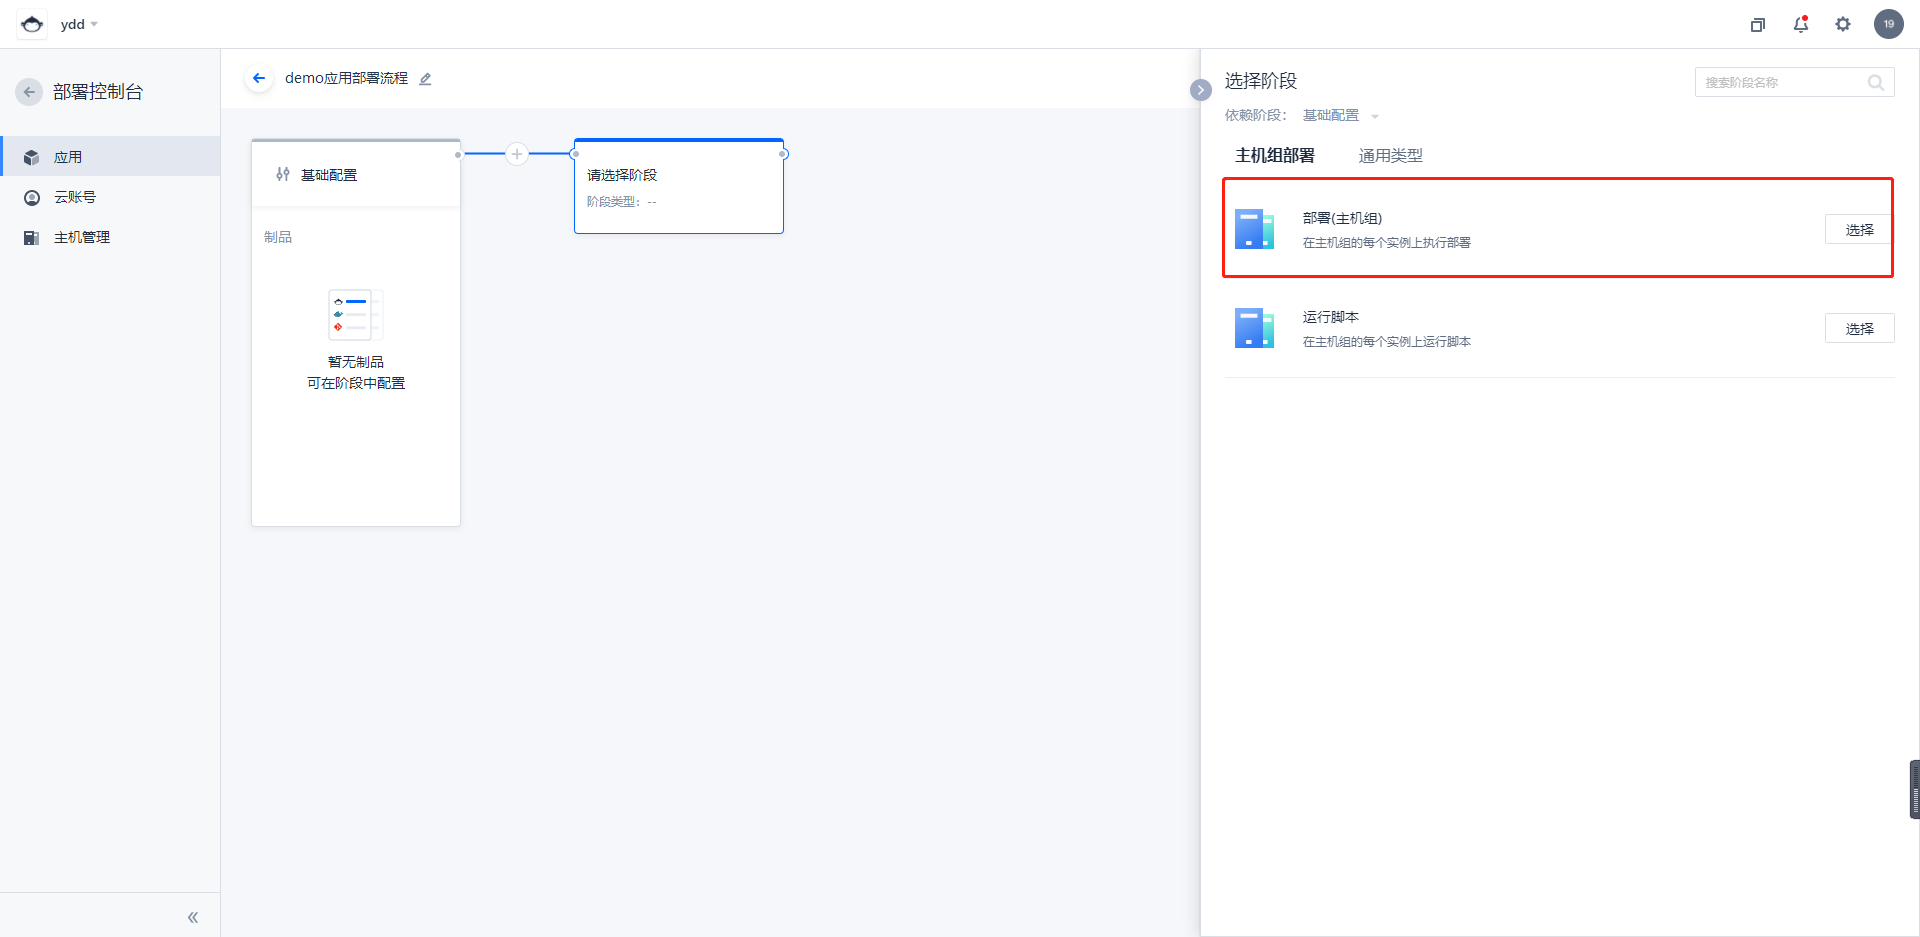 ydd
19
部署控制台
应用
云账号
主机管理
demo应用部署流程
基础配置
制品
暂无制品
可在阶段中配置
请选择阶段
阶段类型： --
选择阶段
搜索阶段名称
依赖阶段： 基础配置
主机组部署 通用类型
部署(主机组)
在主机组的每个实例上执行部署
选择
运行脚本
在主机组的每个实例上运行脚本
选择